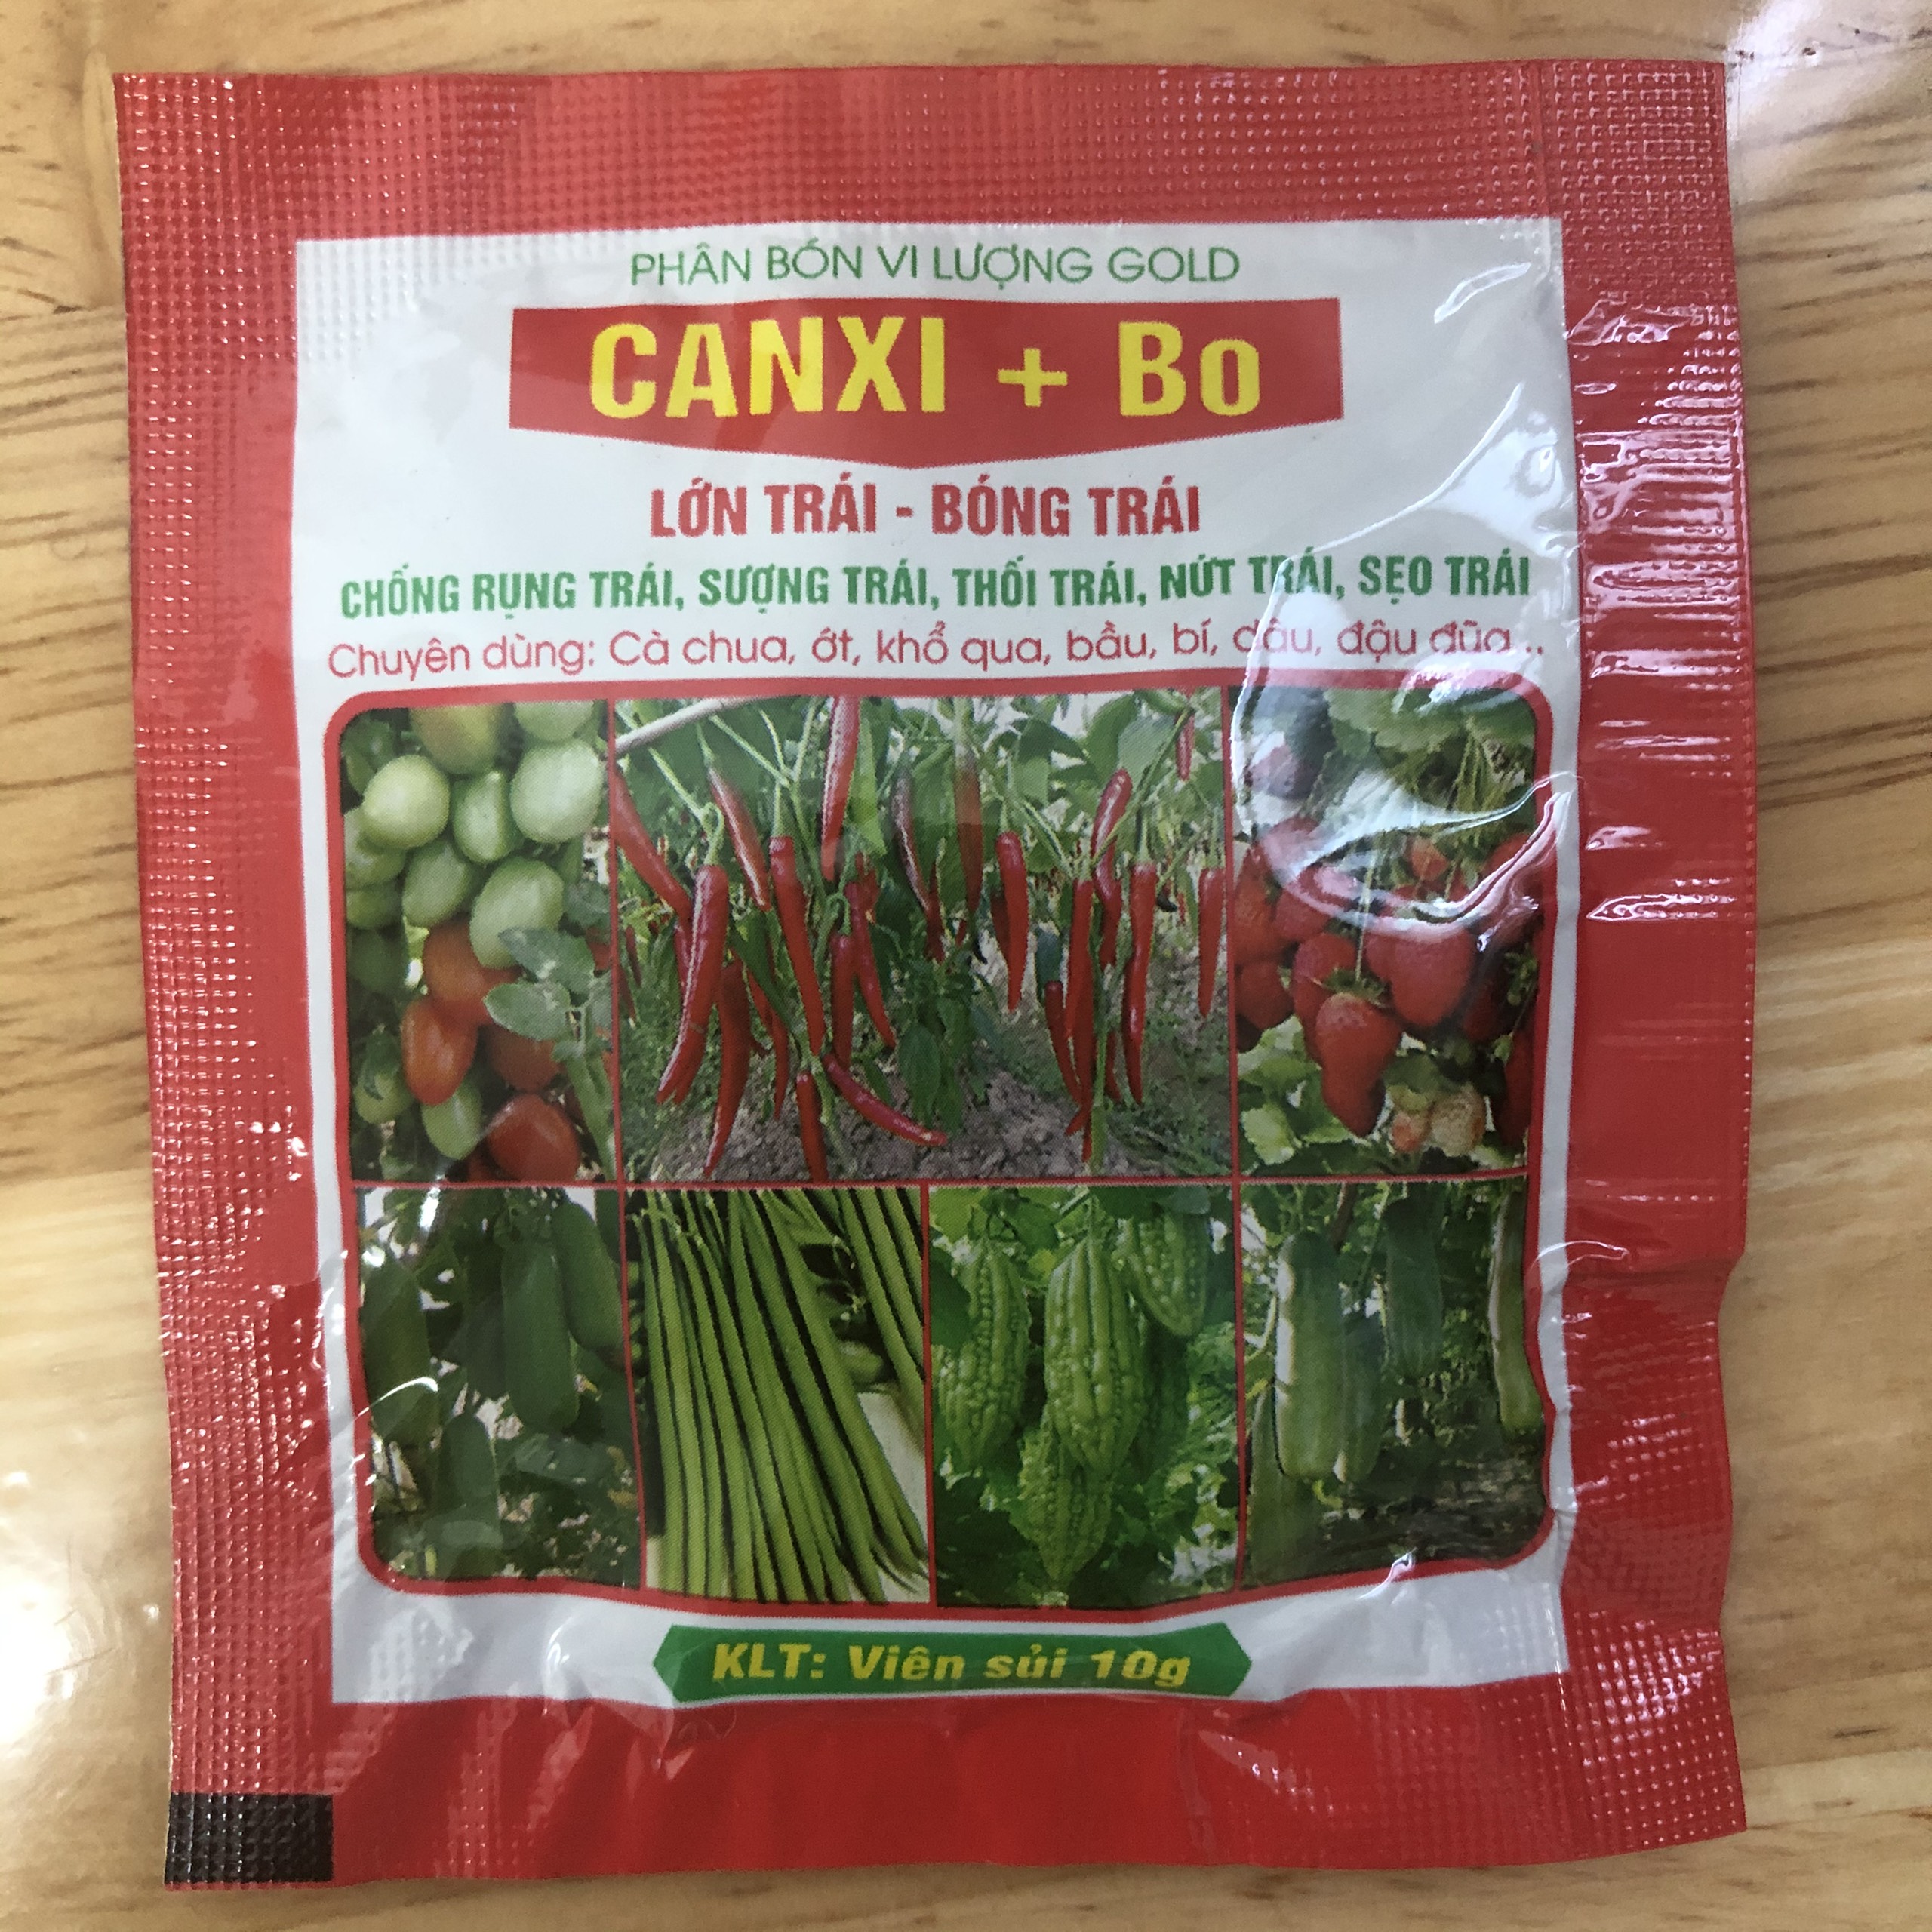 PHÂN BÓN VI LƯỢNG GOLD
CANXI + Bo
LỚN TRÁI - BÓNG TRÁI
CHỐNG RỤNG TRÁI, SƯỢNG TRÁI, THỐI TRÁI, NỨT TRÁI, SẸO TRÁI
Chuyên dùng: Cà chua, ớt, khổ qua, bầu, bí, dâu, đậu đũa...
KLT: Viên sủi 10g